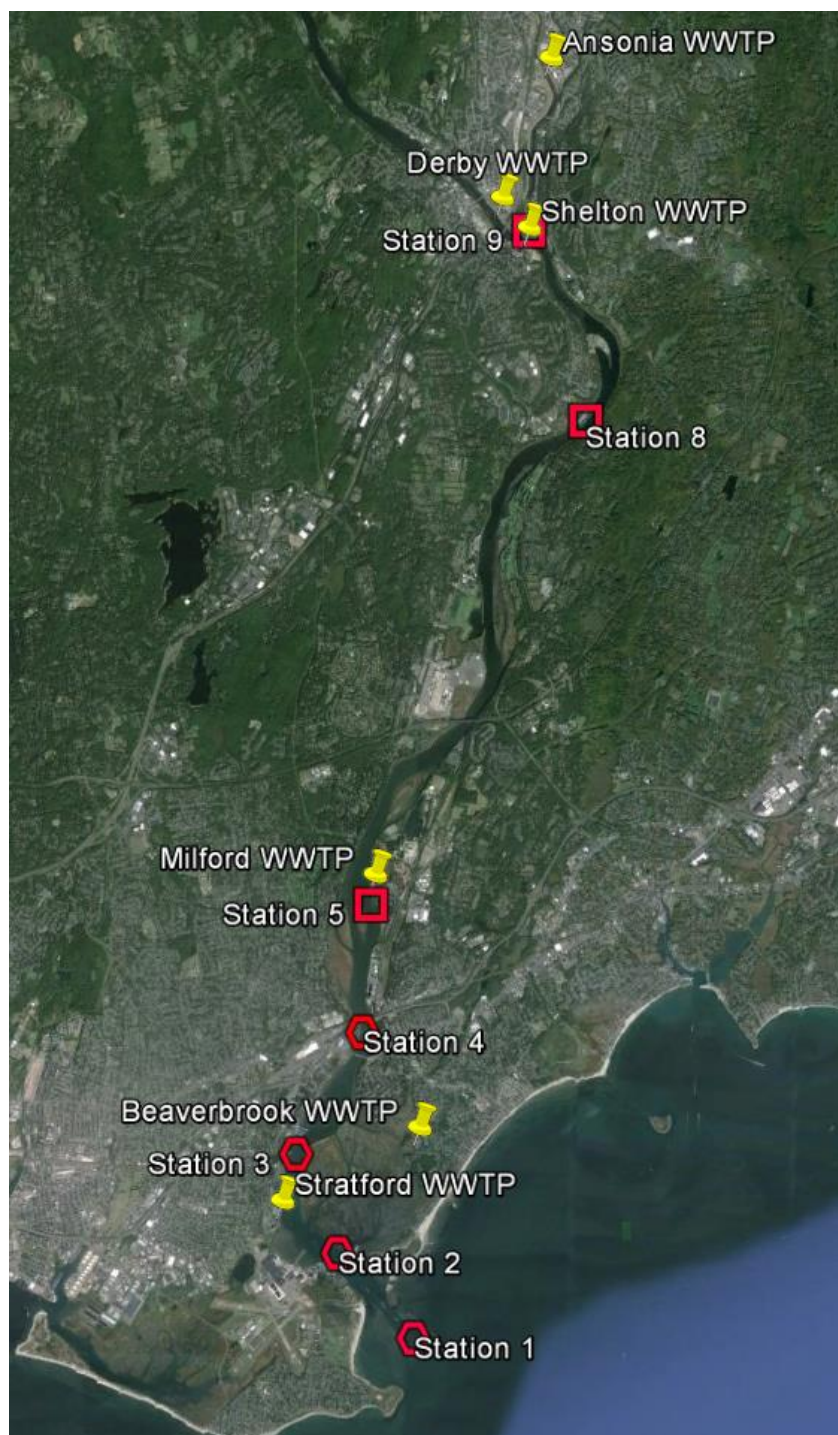 Ansonia WWTP
Derby WWTP
Shelton WWTP
Station 9
Station 8
Milford WWTP
Station 5
Station 4
Beaverbrook WWTP
Station 3
Stratford WWTP
Station 2
Station 1